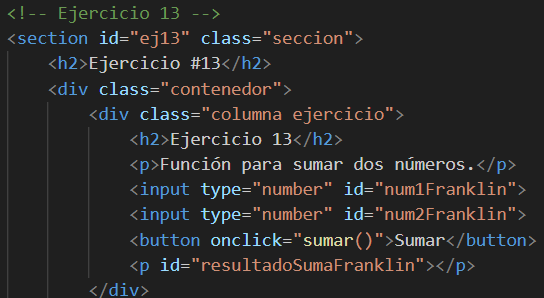 <!-- Ejercicio 13 -->
<section id="ej13" class="seccion">
<h2>Ejercicio #13</h2>
<div class="contenedor">
<div class="columna ejercicio">
<h2>Ejercicio 13</h2>
<p>Función para sumar dos números.</p>
<input type="number" id="num1Franklin">
<input type="number" id="num2Franklin">
<button onclick="sumar()">Sumar</button>
<p id="resultadoSumaFranklin"></p>
</div>